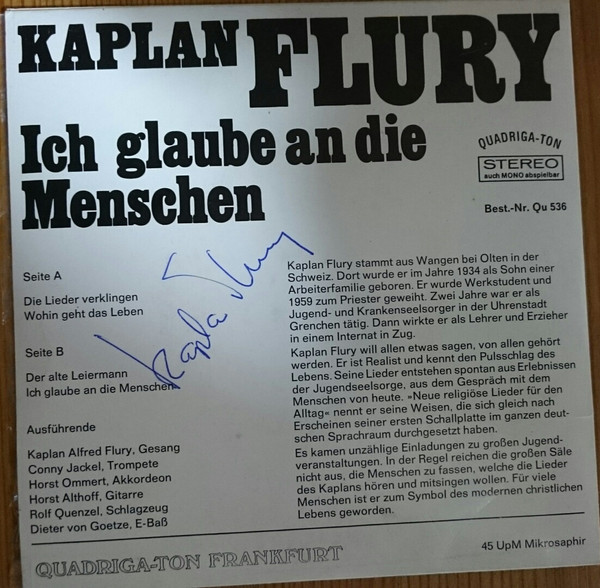 KAPLAN FLURY
Ich glaube an die
Menschen
QUADRIGA-TON
STEREO
auch MONO abspielbar
Best.-Nr. Qu 536
Seite A
Die Lieder verklingen
Wohin geht das Leben
Seite B
Der alte Leiermann
Ich glaube an die Menschen
Ausführende
Kaplan Alfred Flury, Gesang
Conny Jackel, Trompete
Horst Ommert, Akkordeon
Horst Althoff, Gitarre
Rolf Quenzel, Schlagzeug
Dieter von Goetze, E-Baß
Kaplan Flury
Kaplan Flury stammt aus Wangen bei Olten in der
Schweiz. Dort wurde er im Jahre 1934 als Sohn einer
Arbeiterfamilie geboren. Er wurde Werkstudent und
1959 zum Priester geweiht. Zwei Jahre war er als
Jugend- und Krankenseelsorger in der Uhrenstadt
Grenchen tätig. Dann wirkte er als Lehrer und Erzieher
in einem Internat in Zug.
Kaplan Flury will allen etwas sagen, von allen gehört
werden. Er ist Realist und kennt den Pulsschlag des
Lebens. Seine Lieder entstehen spontan aus Erlebnissen
der Jugendseelsorge, aus dem Gespräch mit dem
Menschen von heute. »Neue religiöse Lieder für den
Alltag« nennt er seine Weisen, die sich gleich nach
Erscheinen seiner ersten Schallplatte im ganzen deut-
schen Sprachraum durchgesetzt haben.
Es kamen unzählige Einladungen zu großen Jugend-
veranstaltungen. In der Regel reichen die großen Säle
nicht aus, die Menschen zu fassen, welche die Lieder
des Kaplans hören und mitsingen wollen. Für viele
Menschen ist er zum Symbol des modernen christlichen
Lebens geworden.
QUADRIGA-TON FRANKFURT
45 UpM Mikrosaphir